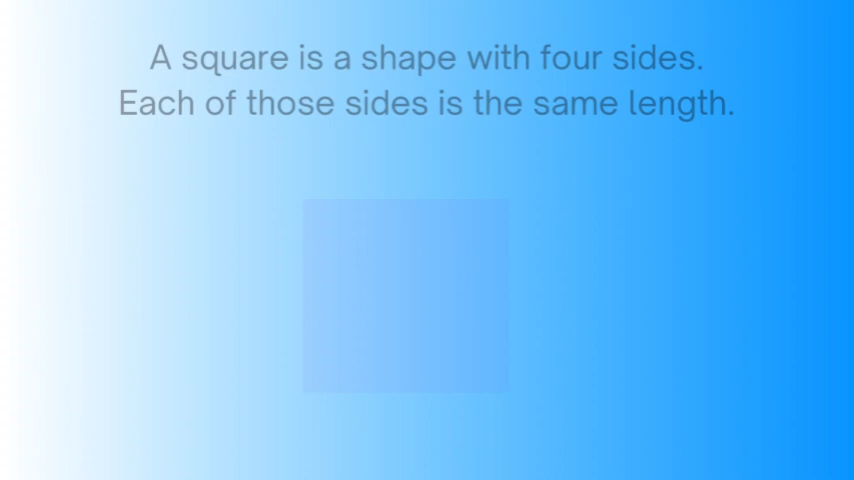 A square is a shape with four sides.
Each of those sides is the same length.